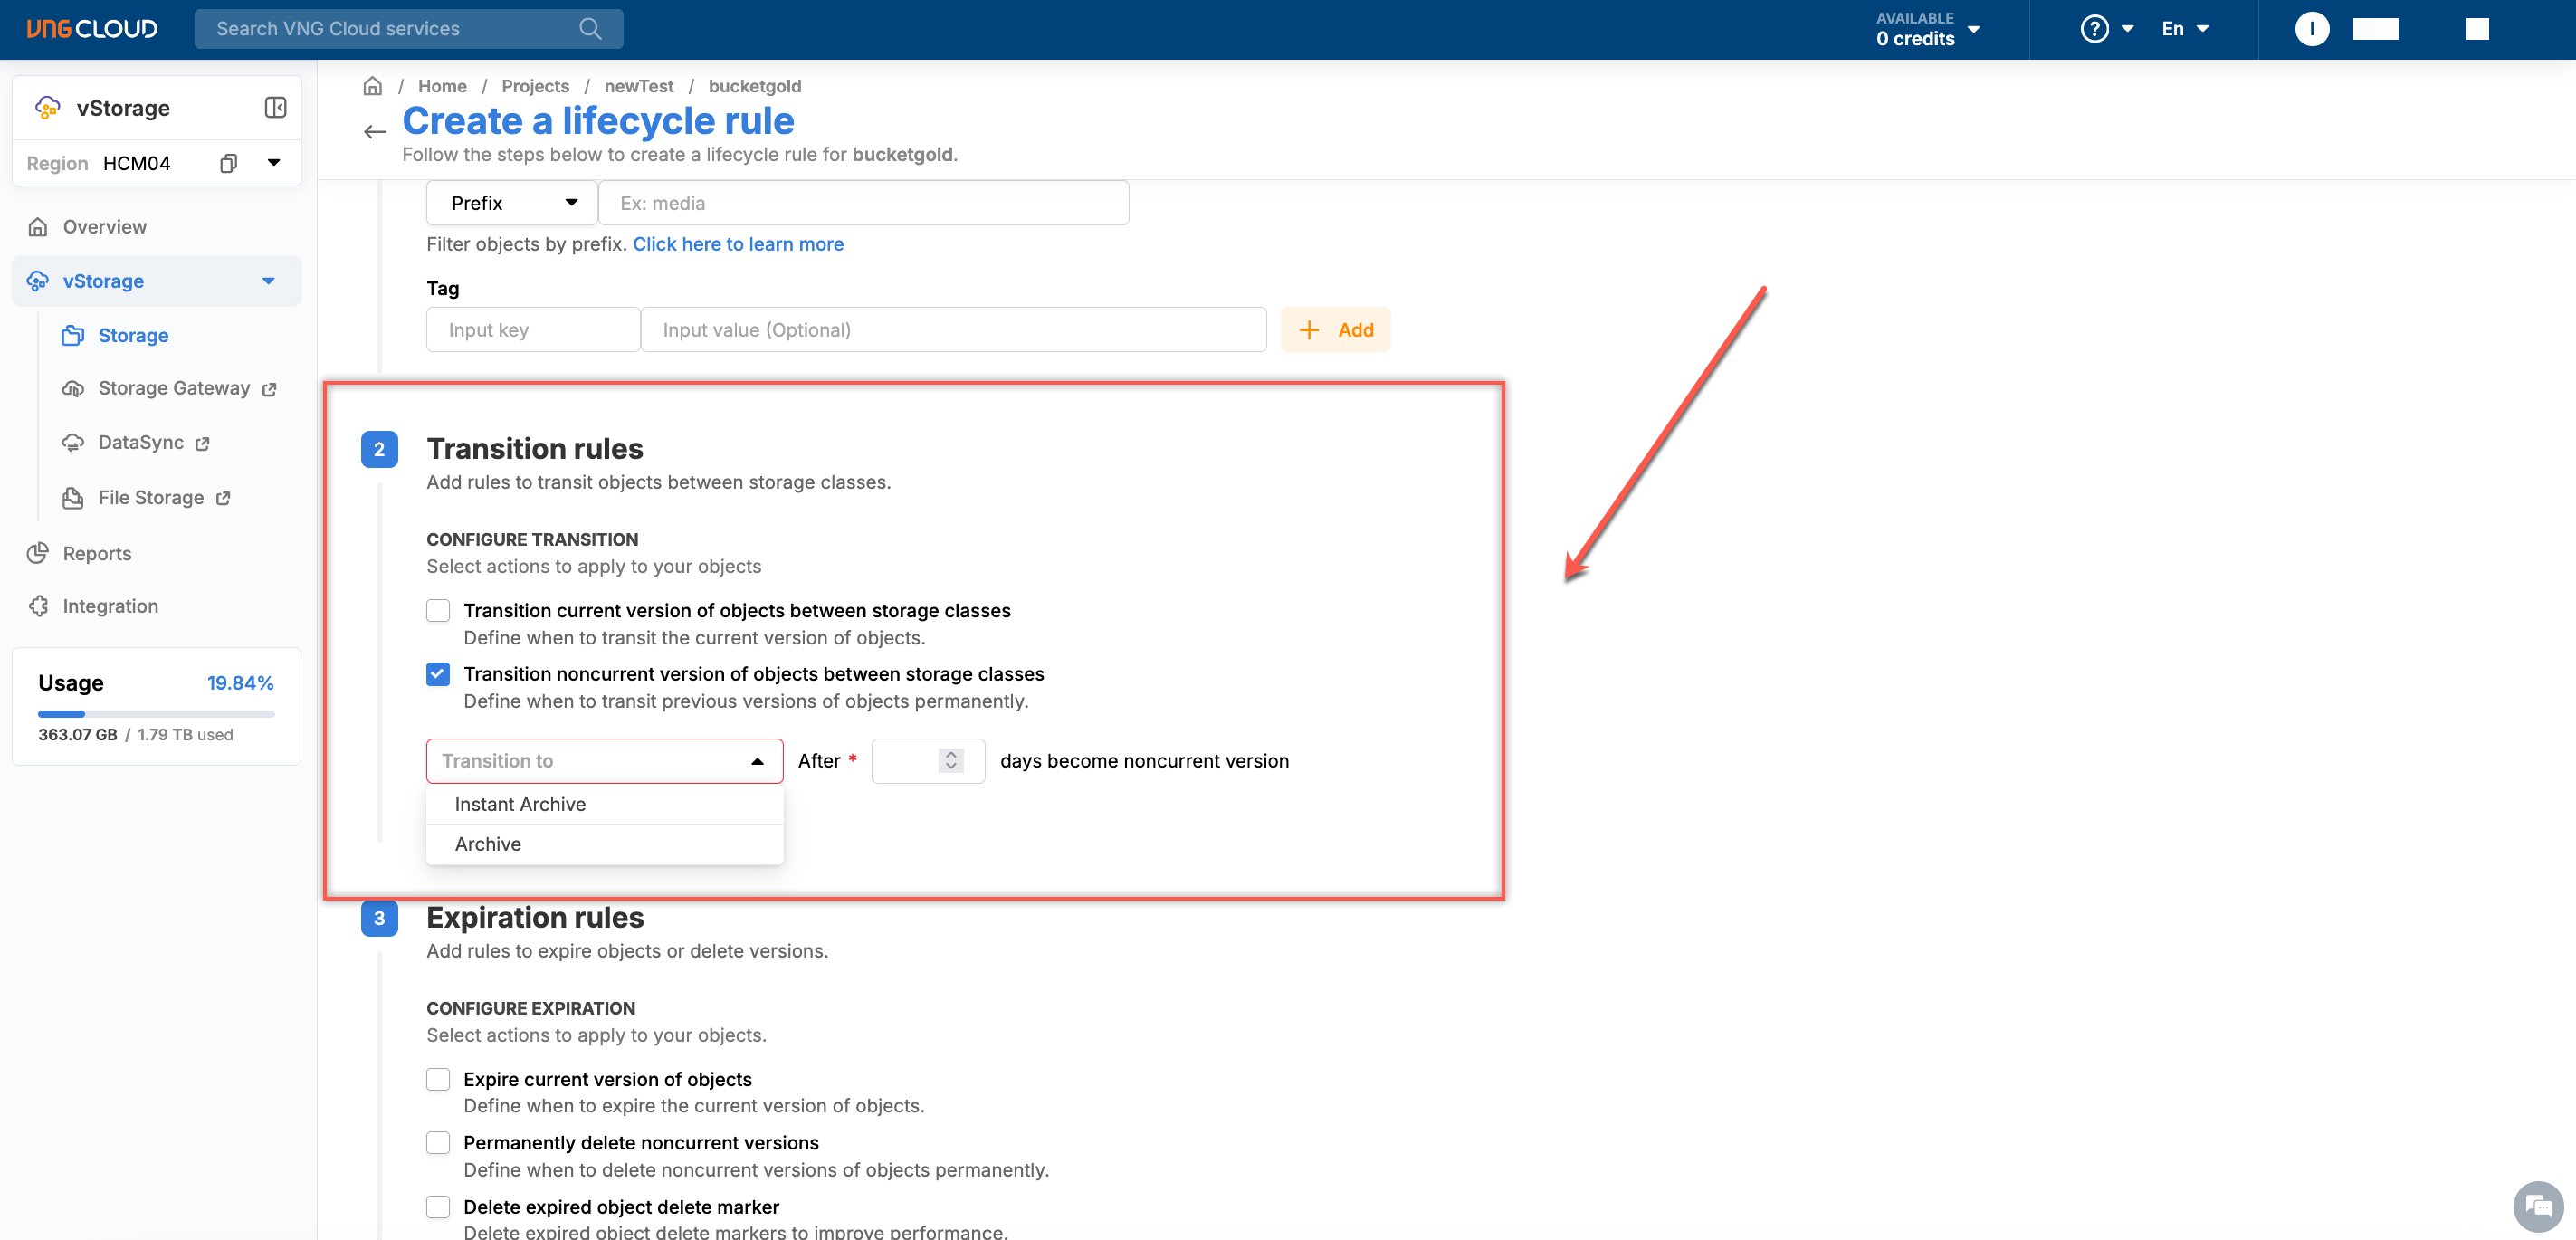 VNG CLOUD
Search VNG Cloud services
AVAILABLE
0 credits
?
En
I
vStorage
Region HCM04
Overview
vStorage
Storage
Storage Gateway
DataSync
File Storage
Reports
Integration
Usage 19.84%
363.07 GB / 1.79 TB used
/ Home / Projects / newTest / bucketgold
Create a lifecycle rule
Follow the steps below to create a lifecycle rule for bucketgold.
Prefix Ex: media
Filter objects by prefix. Click here to learn more
Tag
Input key Input value (Optional) + Add
2 Transition rules
Add rules to transit objects between storage classes.
CONFIGURE TRANSITION
Select actions to apply to your objects
Transition current version of objects between storage classes
Define when to transit the current version of objects.
Transition noncurrent version of objects between storage classes
Define when to transit previous versions of objects permanently.
Transition to After * days become noncurrent version
Instant Archive
Archive
3 Expiration rules
Add rules to expire objects or delete versions.
CONFIGURE EXPIRATION
Select actions to apply to your objects.
Expire current version of objects
Define when to expire the current version of objects.
Permanently delete noncurrent versions
Define when to delete noncurrent versions of objects permanently.
Delete expired object delete marker
Delete expired object delete markers to improve performance.